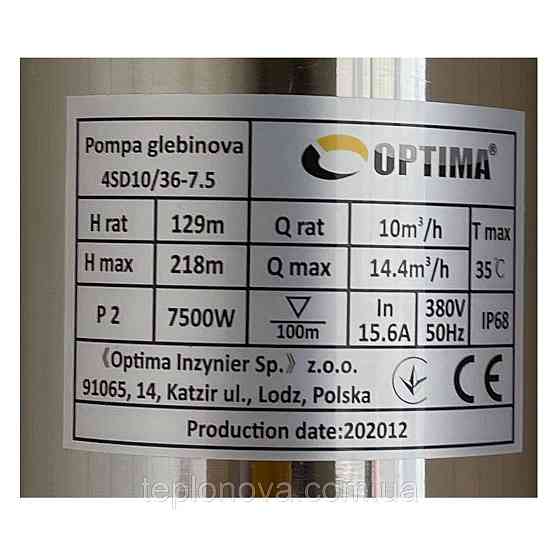 Pompa glebinova
4SD10/36-7.5
OPTIMA®
H rat 129m Q rat 10m³/h T max
H max 218m Q max 14.4m³/h 35℃
P 2 7500W 100m In 15.6A 380V 50Hz IP68
《Optima Inzynier Sp.》 z.o.o.
91065, 14, Katzir ul., Lodz, Polska
CE
Production date:202012
teplonova.com.ua